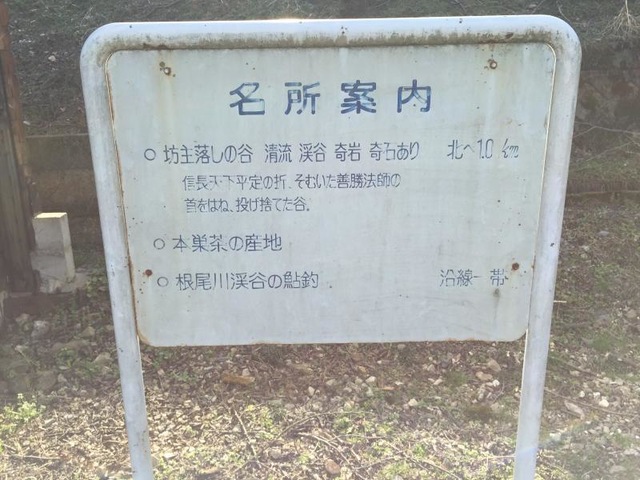 名所案内
○ 坊主落しの谷 清流 渓谷 奇岩 奇石あり 北へ1.0km
信長天下平定の折、そむいた善勝法師の
首をはね、投げ捨てた谷。
○ 本巣茶の産地
○ 根尾川渓谷の鮎釣 沿線一帯